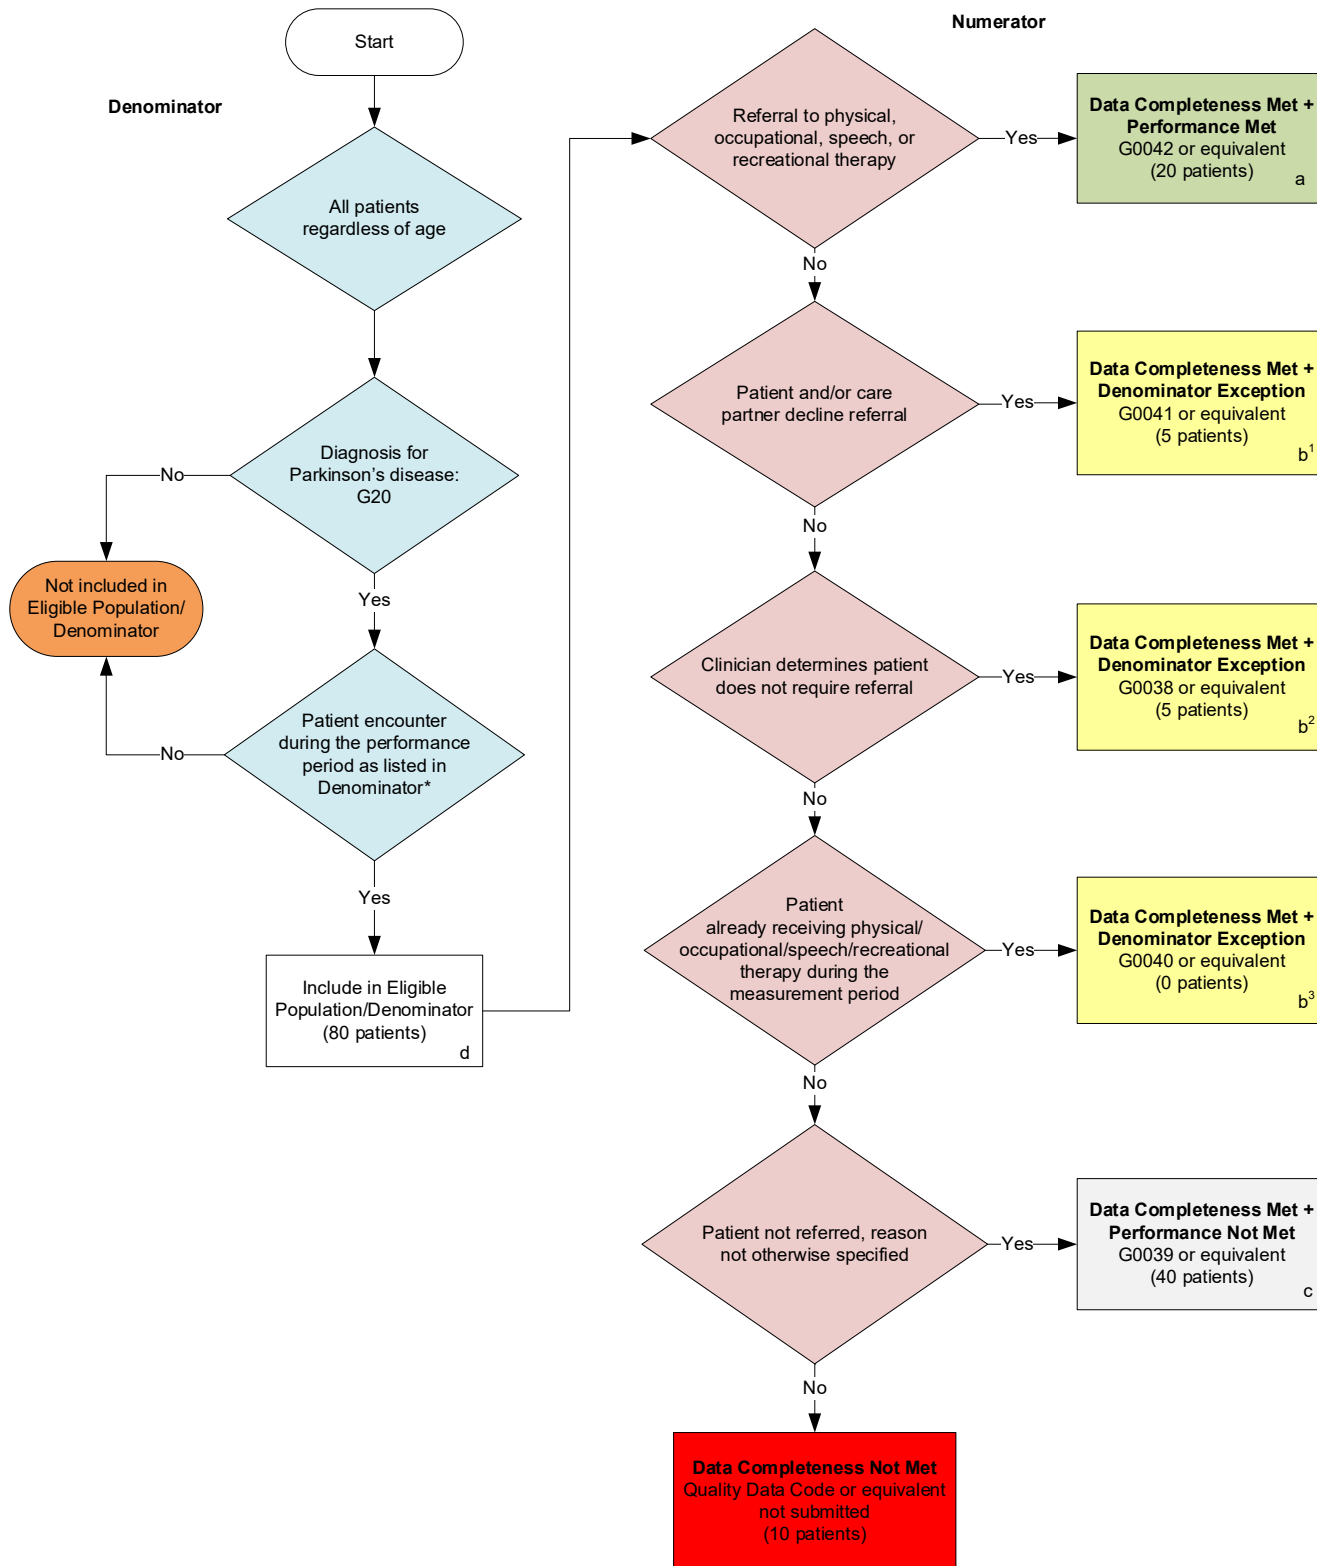 Start
Denominator
All patients
regardless of age
Diagnosis for
Parkinson’s disease:
G20
No
Yes
Not included in
Eligible Population/
Denominator
Patient encounter
during the performance
period as listed in
Denominator*
No
Yes
Include in Eligible
Population/Denominator
(80 patients)
d
Numerator
Referral to physical,
occupational, speech, or
recreational therapy
Yes
Data Completeness Met +
Performance Met
G0042 or equivalent
(20 patients)
a
No
Patient and/or care
partner decline referral
Yes
Data Completeness Met +
Denominator Exception
G0041 or equivalent
(5 patients)
b¹
No
Clinician determines patient
does not require referral
Yes
Data Completeness Met +
Denominator Exception
G0038 or equivalent
(5 patients)
b²
No
Patient
already receiving physical/
occupational/speech/recreational
therapy during the
measurement period
Yes
Data Completeness Met +
Denominator Exception
G0040 or equivalent
(0 patients)
b³
No
Patient not referred, reason
not otherwise specified
Yes
Data Completeness Met +
Performance Not Met
G0039 or equivalent
(40 patients)
c
No
Data Completeness Not Met
Quality Data Code or equivalent
not submitted
(10 patients)